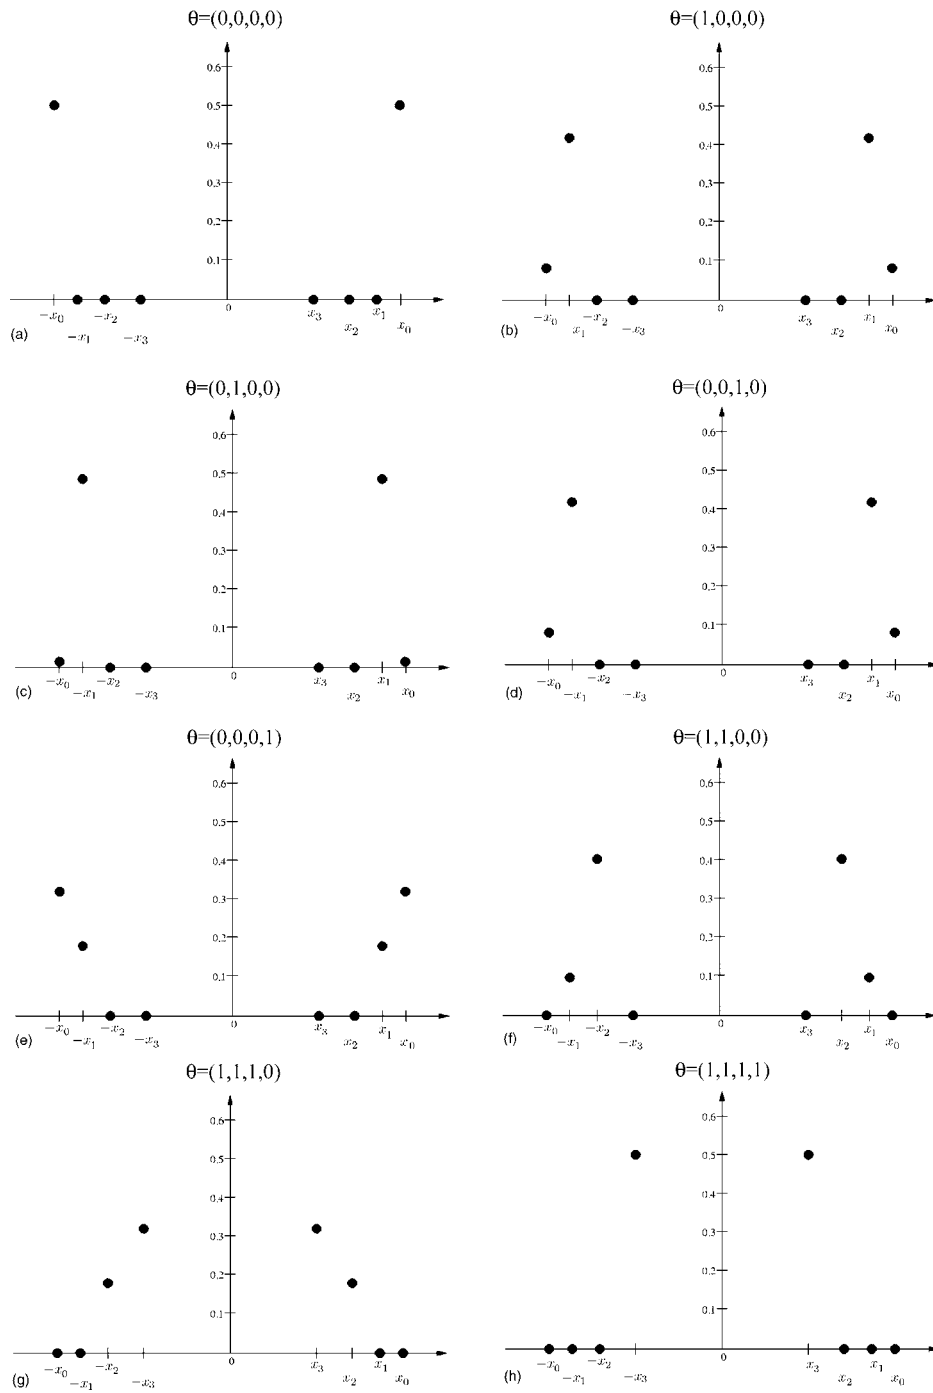 θ=(0,0,0,0)
0.6
0.5
0.4
0.3
0.2
0.1
0
−x₀ −x₂ x₃ x₁
(a) −x₁ −x₃ x₂ x₀
θ=(1,0,0,0)
0.6
0.5
0.4
0.3
0.2
0.1
0
−x₀ −x₂ x₃ x₁
(b) x₁ −x₃ x₂ x₀
θ=(0,1,0,0)
0.6
0.5
0.4
0.3
0.2
0.1
0
−x₀ −x₂ x₃ x₁
(c) −x₁ −x₃ x₂ x₀
θ=(0,0,1,0)
0.6
0.5
0.4
0.3
0.2
0.1
0
−x₀ −x₂ x₃ x₁
(d) −x₁ −x₃ x₂ x₀
θ=(0,0,0,1)
0.6
0.5
0.4
0.3
0.2
0.1
0
−x₀ −x₂ x₃ x₁
(e) −x₁ −x₃ x₂ x₀
θ=(1,1,0,0)
0.6
0.5
0.4
0.3
0.2
0.1
0
−x₀ −x₂ x₃ x₁
(f) −x₁ −x₃ x₂ x₀
θ=(1,1,1,0)
0.6
0.5
0.4
0.3
0.2
0.1
0
−x₀ −x₂ x₃ x₁
(g) −x₁ −x₃ x₂ x₀
θ=(1,1,1,1)
0.6
0.5
0.4
0.3
0.2
0.1
0
−x₀ −x₂ x₃ x₁
(h) −x₁ −x₃ x₂ x₀